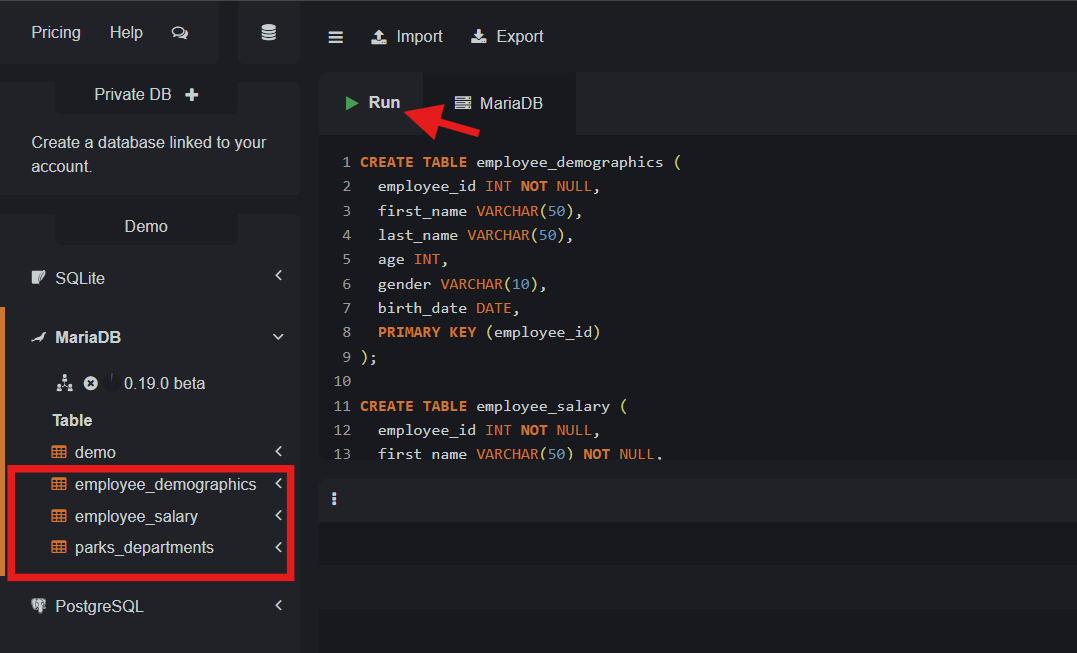 Pricing Help
Import Export
Private DB
Create a database linked to your
account.
Demo
SQLite
MariaDB
0.19.0 beta
Table
demo
employee_demographics
employee_salary
parks_departments
PostgreSQL
Run MariaDB
1 CREATE TABLE employee_demographics (
2 employee_id INT NOT NULL,
3 first_name VARCHAR(50),
4 last_name VARCHAR(50),
5 age INT,
6 gender VARCHAR(10),
7 birth_date DATE,
8 PRIMARY KEY (employee_id)
9 );
10
11 CREATE TABLE employee_salary (
12 employee_id INT NOT NULL,
13 first_name VARCHAR(50) NOT NULL,